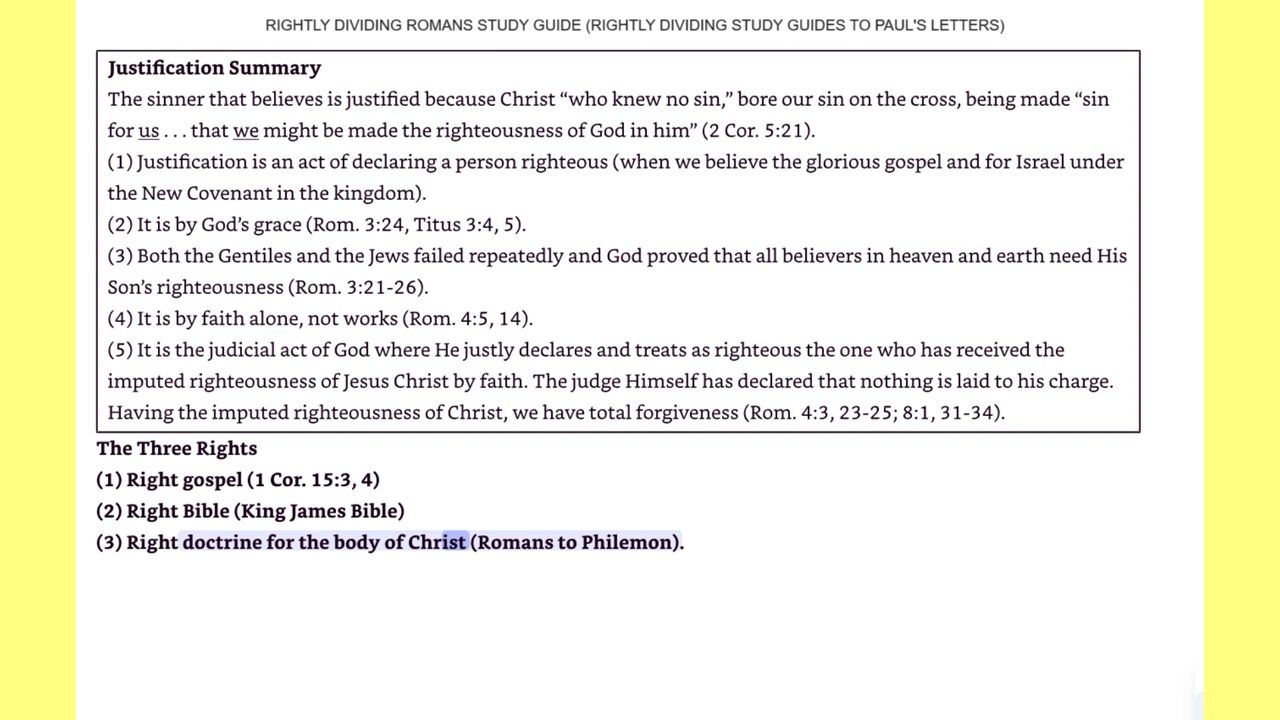 RIGHTLY DIVIDING ROMANS STUDY GUIDE (RIGHTLY DIVIDING STUDY GUIDES TO PAUL'S LETTERS)
Justification Summary
The sinner that believes is justified because Christ “who knew no sin,” bore our sin on the cross, being made “sin
for us . . . that we might be made the righteousness of God in him” (2 Cor. 5:21).
(1) Justification is an act of declaring a person righteous (when we believe the glorious gospel and for Israel under
the New Covenant in the kingdom).
(2) It is by God’s grace (Rom. 3:24, Titus 3:4, 5).
(3) Both the Gentiles and the Jews failed repeatedly and God proved that all believers in heaven and earth need His
Son’s righteousness (Rom. 3:21-26).
(4) It is by faith alone, not works (Rom. 4:5, 14).
(5) It is the judicial act of God where He justly declares and treats as righteous the one who has received the
imputed righteousness of Jesus Christ by faith. The judge Himself has declared that nothing is laid to his charge.
Having the imputed righteousness of Christ, we have total forgiveness (Rom. 4:3, 23-25; 8:1, 31-34).
The Three Rights
(1) Right gospel (1 Cor. 15:3, 4)
(2) Right Bible (King James Bible)
(3) Right doctrine for the body of Christ (Romans to Philemon).